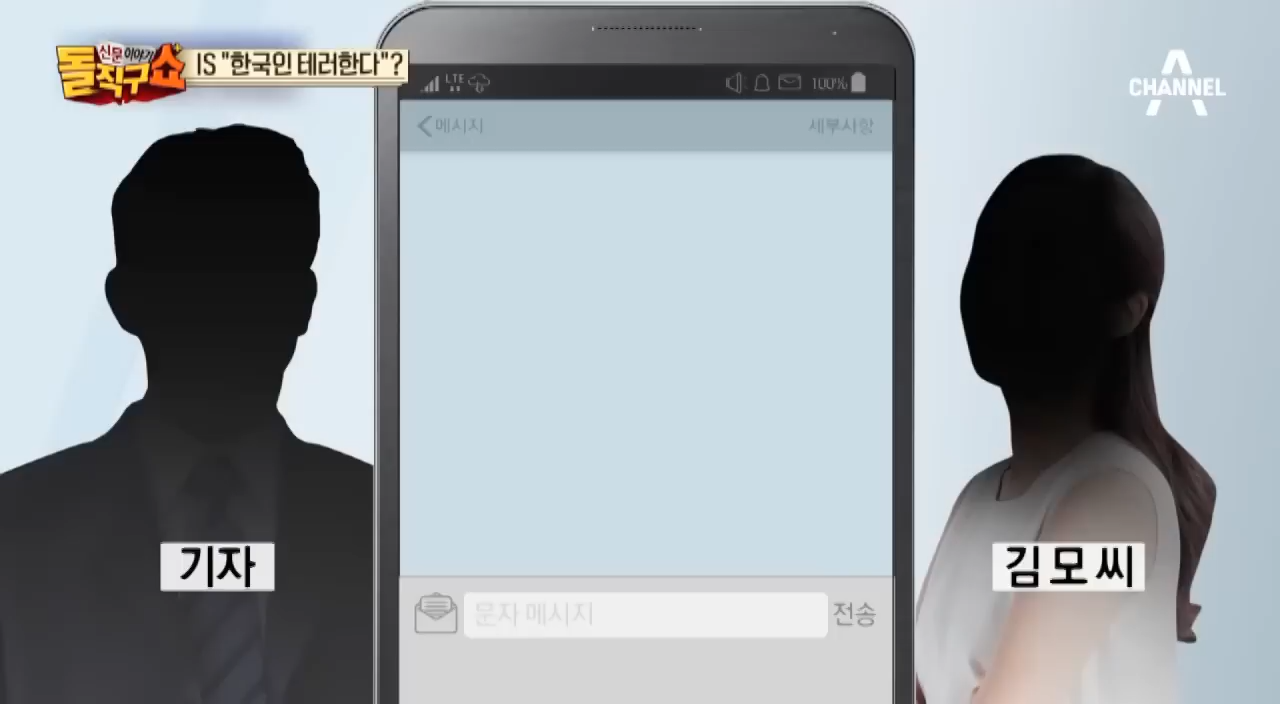 신문이야기
돌직구쇼
IS "한국인 테러한다"?
CHANNEL A
LTE
100%
메시지
세부사항
기자
김모씨
문자 메시지
전송